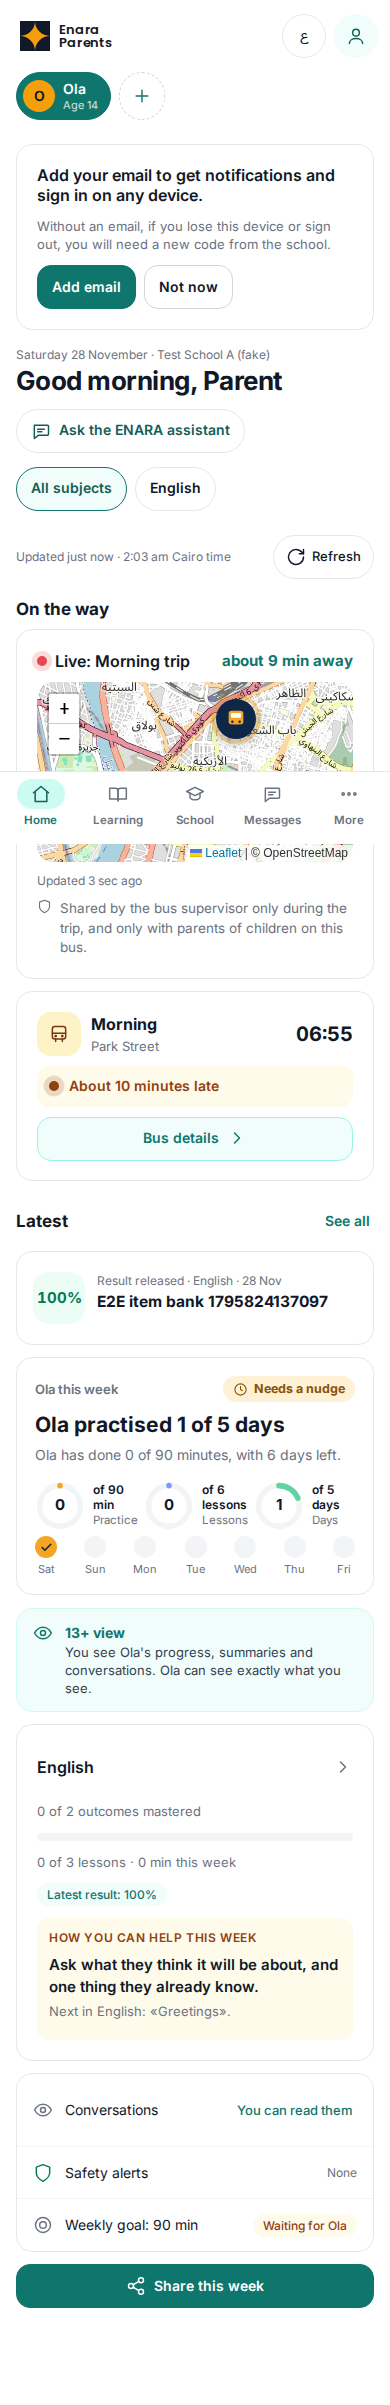 Enara
Parents
ع
O
Ola
Age 14
Add your email to get notifications and
sign in on any device.
Without an email, if you lose this device or sign
out, you will need a new code from the school.
Add email
Not now
Saturday 28 November · Test School A (fake)
Good morning, Parent
Ask the ENARA assistant
All subjects
English
Updated just now · 2:03 am Cairo time
Refresh
On the way
Live: Morning trip
about 9 min away
+
−
السبتية
الظاهر
بولاق
الأزبكية
Home
Learning
School
Messages
More
Leaflet | © OpenStreetMap
Updated 3 sec ago
Shared by the bus supervisor only during the
trip, and only with parents of children on this
bus.
Morning
Park Street
06:55
About 10 minutes late
Bus details
Latest
See all
100%
Result released · English · 28 Nov
E2E item bank 1795824137097
Ola this week
Needs a nudge
Ola practised 1 of 5 days
Ola has done 0 of 90 minutes, with 6 days left.
0
of 90
min
Practice
0
of 6
lessons
Lessons
1
of 5
days
Days
Sat
Sun
Mon
Tue
Wed
Thu
Fri
13+ view
You see Ola's progress, summaries and
conversations. Ola can see exactly what you
see.
English
0 of 2 outcomes mastered
0 of 3 lessons · 0 min this week
Latest result: 100%
HOW YOU CAN HELP THIS WEEK
Ask what they think it will be about, and
one thing they already know.
Next in English: «Greetings».
Conversations
You can read them
Safety alerts
None
Weekly goal: 90 min
Waiting for Ola
Share this week